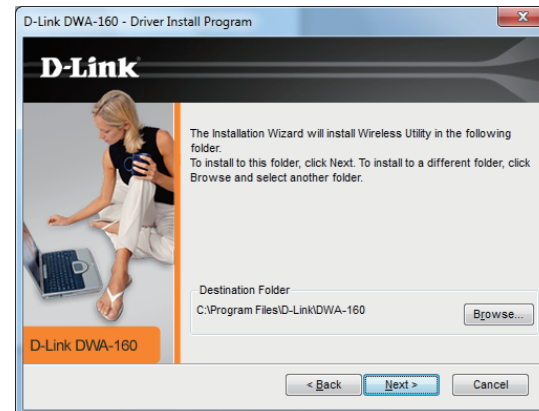 D-Link DWA-160 - Driver Install Program
D-Link
The Installation Wizard will install Wireless Utility in the following
folder.
To install to this folder, click Next. To install to a different folder, click
Browse and select another folder.
Destination Folder
C:\Program Files\D-Link\DWA-160
Browse...
D-Link DWA-160
< Back
Next >
Cancel